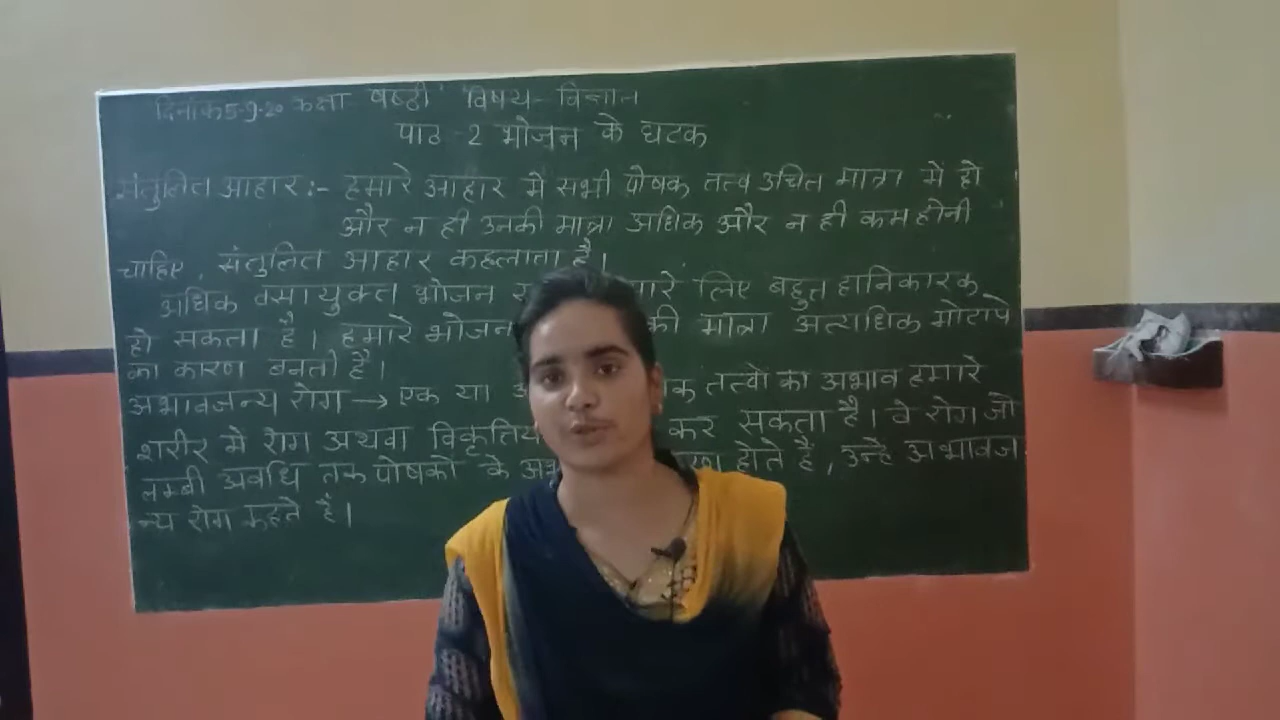 दिनांक 5-9-20 कक्षा षष्ठी विषय- विज्ञान
पाठ-2 भोजन के घटक
संतुलित आहार:- हमारे आहार में सभी पोषक तत्व उचित मात्रा में हो
और न ही उनकी मात्रा अधिक और न ही कम होनी
चाहिए, संतुलित आहार कहलाता है।
अधिक वसायुक्त भोजन लिए बहुत हानिकारक
हो सकता है। हमारे भोजन की मात्रा अत्याधिक मोटापे
का कारण बनती है।
अभावजन्य रोग → एक या तत्वो का अभाव हमारे
शरीर में रोग अथवा कर सकता है। वे रोग जो
लम्बी अवधि तक पोषको के होते है, उन्हें अभावज
न्य रोग कहते हैं।